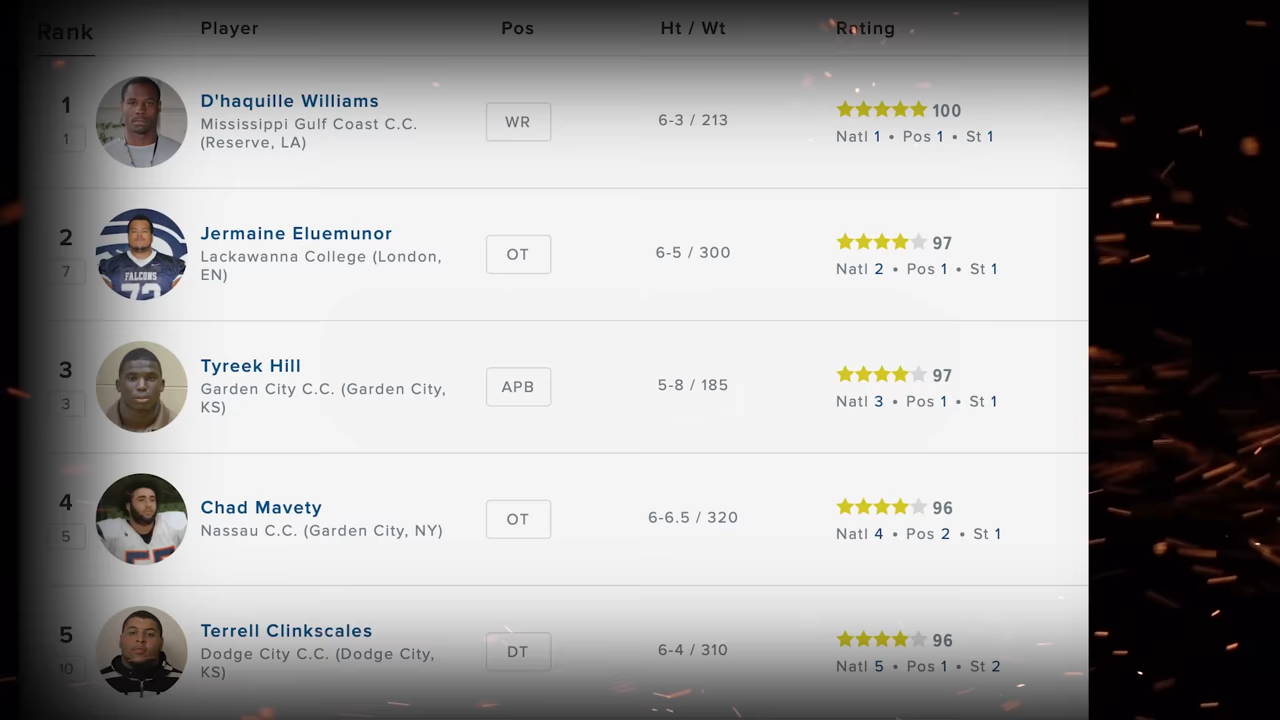 Rank Player Pos Ht / Wt Rating
1 D'haquille Williams WR 6-3 / 213 100
1 Mississippi Gulf Coast C.C. Natl 1 • Pos 1 • St 1
(Reserve, LA)
2 Jermaine Eluemunor OT 6-5 / 300 97
7 Lackawanna College (London, Natl 2 • Pos 1 • St 1
EN)
FALCONS
73
3 Tyreek Hill APB 5-8 / 185 97
3 Garden City C.C. (Garden City, Natl 3 • Pos 1 • St 1
KS)
4 Chad Mavety OT 6-6.5 / 320 96
5 Nassau C.C. (Garden City, NY) Natl 4 • Pos 2 • St 1
5 Terrell Clinkscales DT 6-4 / 310 96
10 Dodge City C.C. (Dodge City, Natl 5 • Pos 1 • St 2
KS)